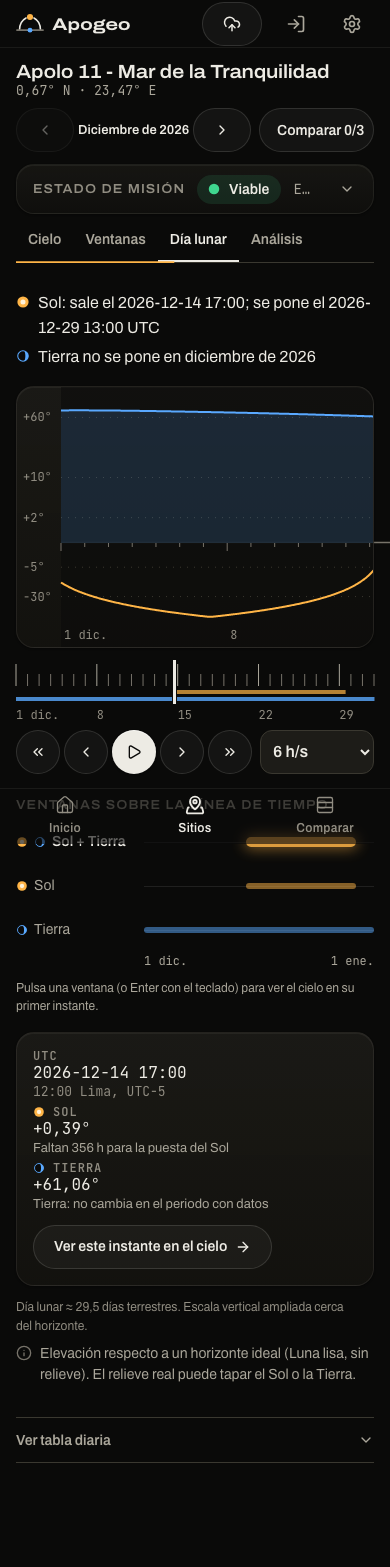 Apogeo
Apolo 11 - Mar de la Tranquilidad
0,67° N · 23,47° E
Diciembre de 2026
Comparar 0/3
ESTADO DE MISIÓN
Viable
E…
Cielo
Ventanas
Día lunar
Análisis
Sol: sale el 2026-12-14 17:00; se pone el 2026-
12-29 13:00 UTC
Tierra no se pone en diciembre de 2026
+60°
+10°
+2°
-5°
-30°
1 dic.
8
1 dic.
8
15
22
29
6 h/s
VENTANAS SOBRE LA LÍNEA DE TIEMPO
Inicio
Sitios
Comparar
Sol + Tierra
Sol
Tierra
1 dic.
1 ene.
Pulsa una ventana (o Enter con el teclado) para ver el cielo en su
primer instante.
UTC
2026-12-14 17:00
12:00 Lima, UTC-5
SOL
+0,39°
Faltan 356 h para la puesta del Sol
TIERRA
+61,06°
Tierra: no cambia en el periodo con datos
Ver este instante en el cielo
Día lunar ≈ 29,5 días terrestres. Escala vertical ampliada cerca
del horizonte.
Elevación respecto a un horizonte ideal (Luna lisa, sin
relieve). El relieve real puede tapar el Sol o la Tierra.
Ver tabla diaria